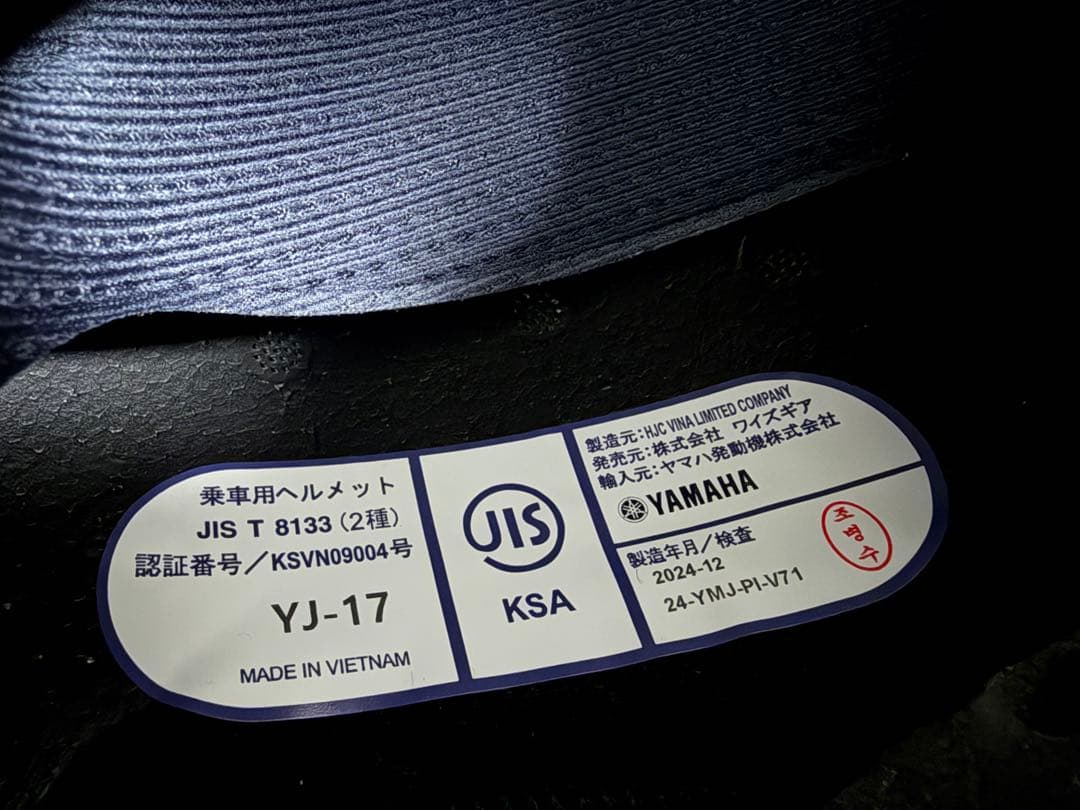 乗車用ヘルメット
JIS T 8133（2種）
認証番号／KSVN09004号
YJ-17
MADE IN VIETNAM
JIS
KSA
製造元：HJC VINA LIMITED COMPANY
発売元：株式会社 ワイズギア
輸入元：ヤマハ発動機株式会社
YAMAHA
製造年月／検査
2024-12
24-YMJ-PI-V71
조병수